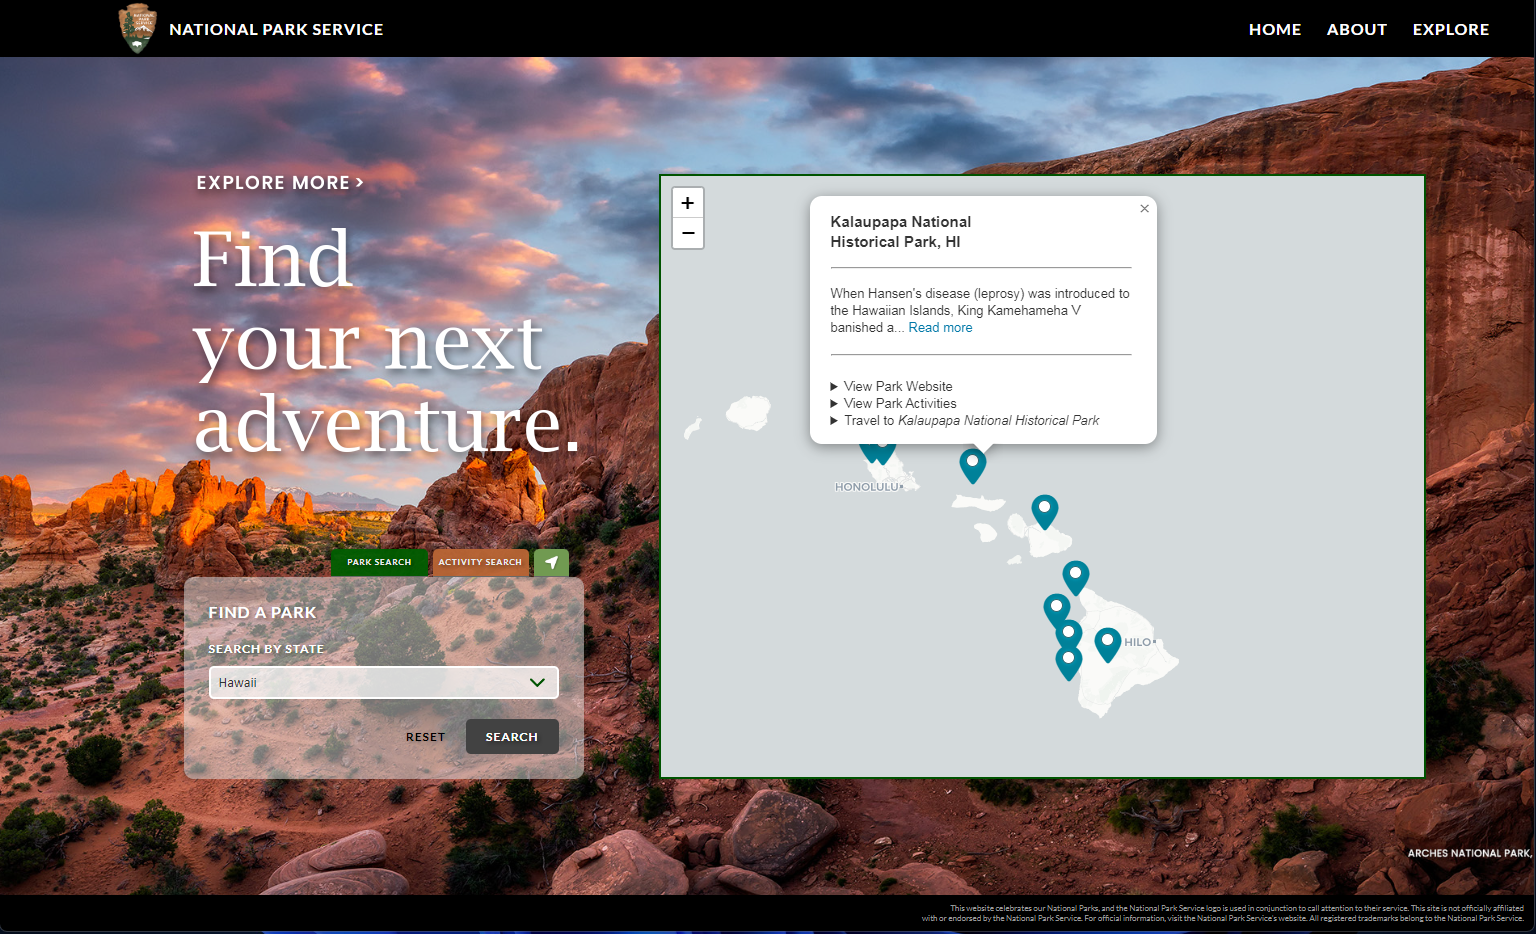 NATIONAL PARK SERVICE
HOME ABOUT EXPLORE
EXPLORE MORE >
Find
your next
adventure.
PARK SEARCH
ACTIVITY SEARCH
FIND A PARK
SEARCH BY STATE
Hawaii
RESET
SEARCH
+
−
×
Kalaupapa National
Historical Park, HI
When Hansen's disease (leprosy) was introduced to
the Hawaiian Islands, King Kamehameha V
banished a... Read more
View Park Website
View Park Activities
Travel to Kalaupapa National Historical Park
HONOLULU
HILO
ARCHES NATIONAL PARK,
This website celebrates our National Parks, and the National Park Service logo is used in conjunction to call attention to their service. This site is not officially affiliated
with or endorsed by the National Park Service. For official information, visit the National Park Service's website. All registered trademarks belong to the National Park Service.